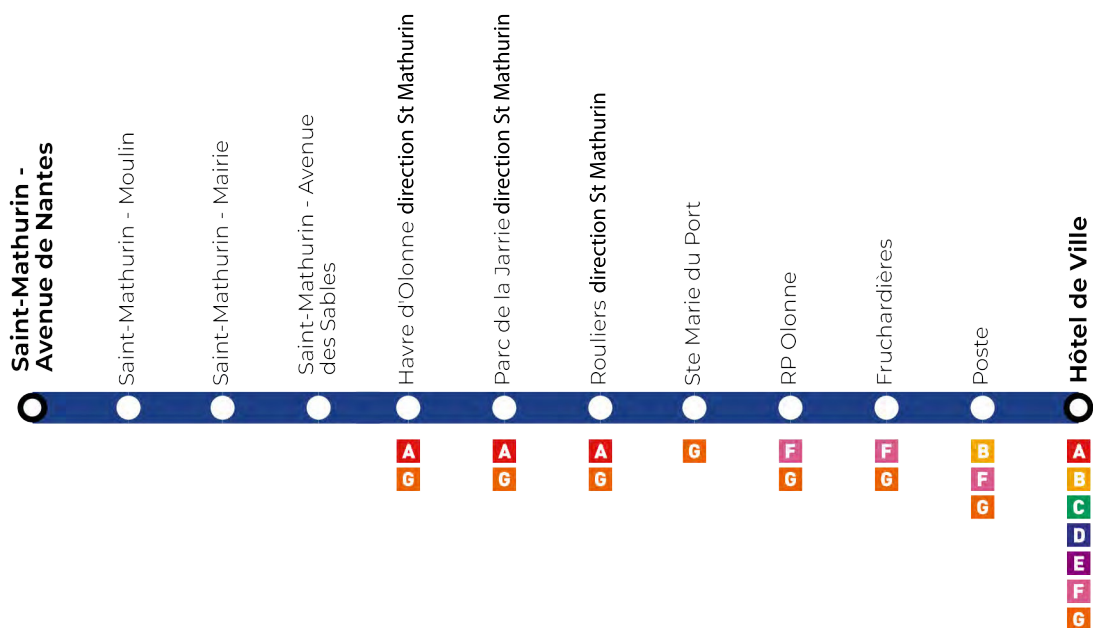 Saint-Mathurin -
Avenue de Nantes
Saint-Mathurin - Moulin
Saint-Mathurin - Mairie
Saint-Mathurin - Avenue
des Sables
Havre d'Olonne direction St Mathurin
Parc de la Jarrie direction St Mathurin
Rouliers direction St Mathurin
Ste Marie du Port
RP Olonne
Fruchardières
Poste
Hôtel de Ville
A
G
A
G
A
G
G
F
G
F
G
B
F
G
A
B
C
D
E
F
G